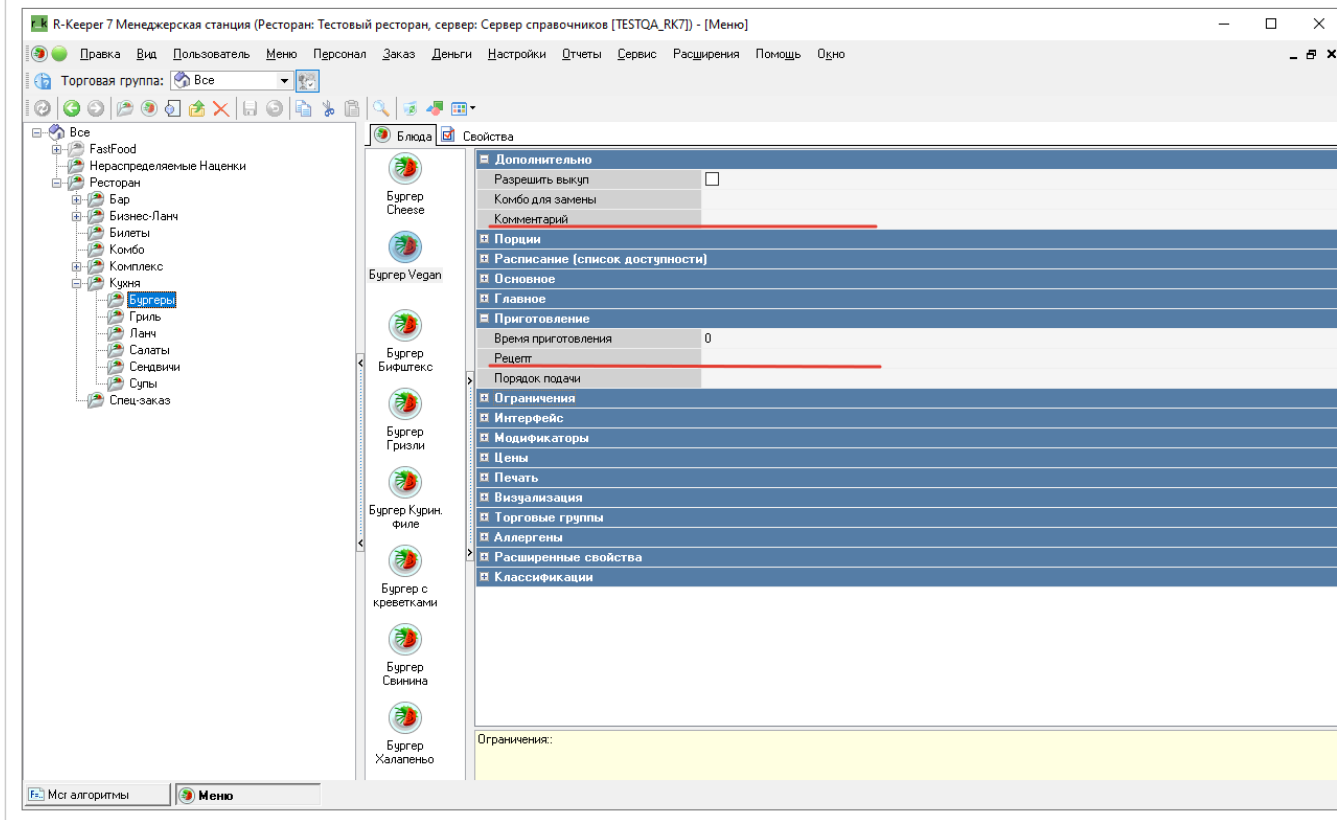 R-Keeper 7 Менеджерская станция (Ресторан: Тестовый ресторан, сервер: Сервер справочников [TESTQA_RK7]) - [Меню]
Правка Вид Пользователь Меню Персонал Заказ Деньги Настройки Отчеты Сервис Расширения Помощь Окно
Торговая группа: Все
Все
FastFood
Нераспределяемые Наценки
Ресторан
Бар
Бизнес-Ланч
Билеты
Комбо
Комплекс
Кухня
Бургеры
Гриль
Ланч
Салаты
Сендвичи
Супы
Спец-заказ
Блюда Свойства
Бургер
Cheese
Бургер Vegan
Бургер
Бифштекс
Бургер
Гризли
Бургер Курин.
филе
Бургер с
креветками
Бургер
Свинина
Бургер
Халапеньо
Дополнительно
Разрешить выкуп
Комбо для замены
Комментарий
Порции
Расписание (список доступности)
Основное
Главное
Приготовление
Время приготовления 0
Рецепт
Порядок подачи
Ограничения
Интерфейс
Модификаторы
Цены
Печать
Визуализация
Торговые группы
Аллергены
Расширенные свойства
Классификации
Ограничения::
Мсг алгоритмы Меню